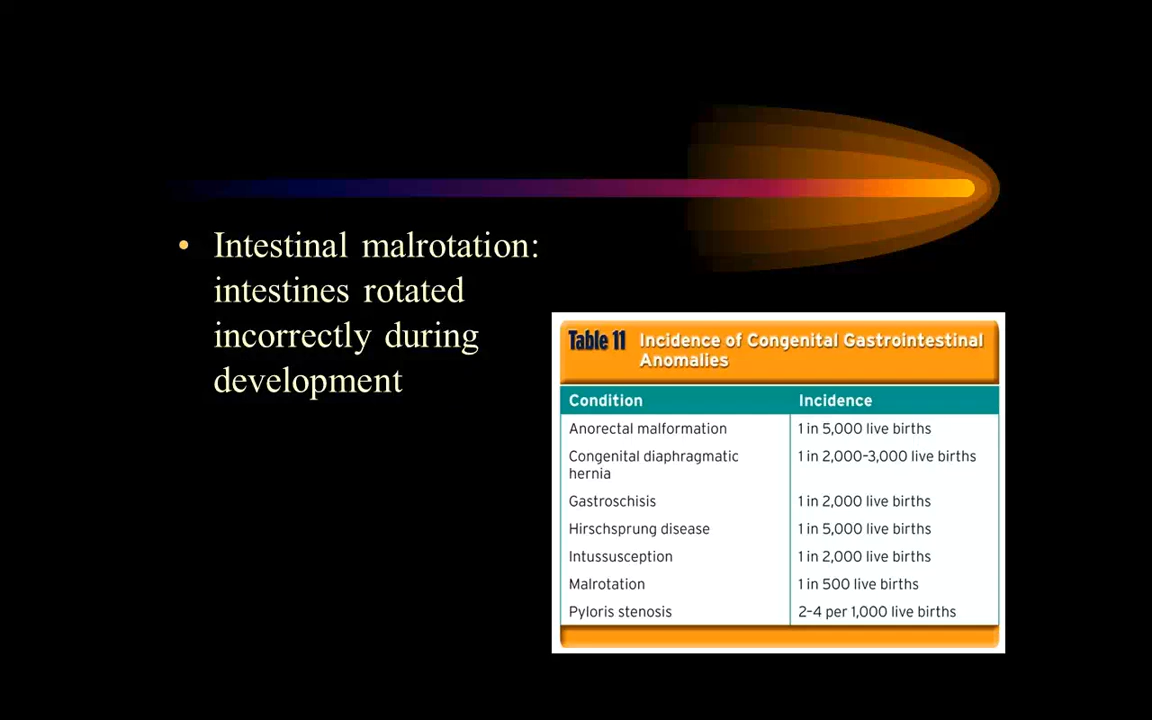 • Intestinal malrotation:
intestines rotated
incorrectly during
development
Table 11 Incidence of Congenital Gastrointestinal
Anomalies
Condition Incidence
Anorectal malformation 1 in 5,000 live births
Congenital diaphragmatic 1 in 2,000–3,000 live births
hernia
Gastroschisis 1 in 2,000 live births
Hirschsprung disease 1 in 5,000 live births
Intussusception 1 in 2,000 live births
Malrotation 1 in 500 live births
Pyloris stenosis 2–4 per 1,000 live births